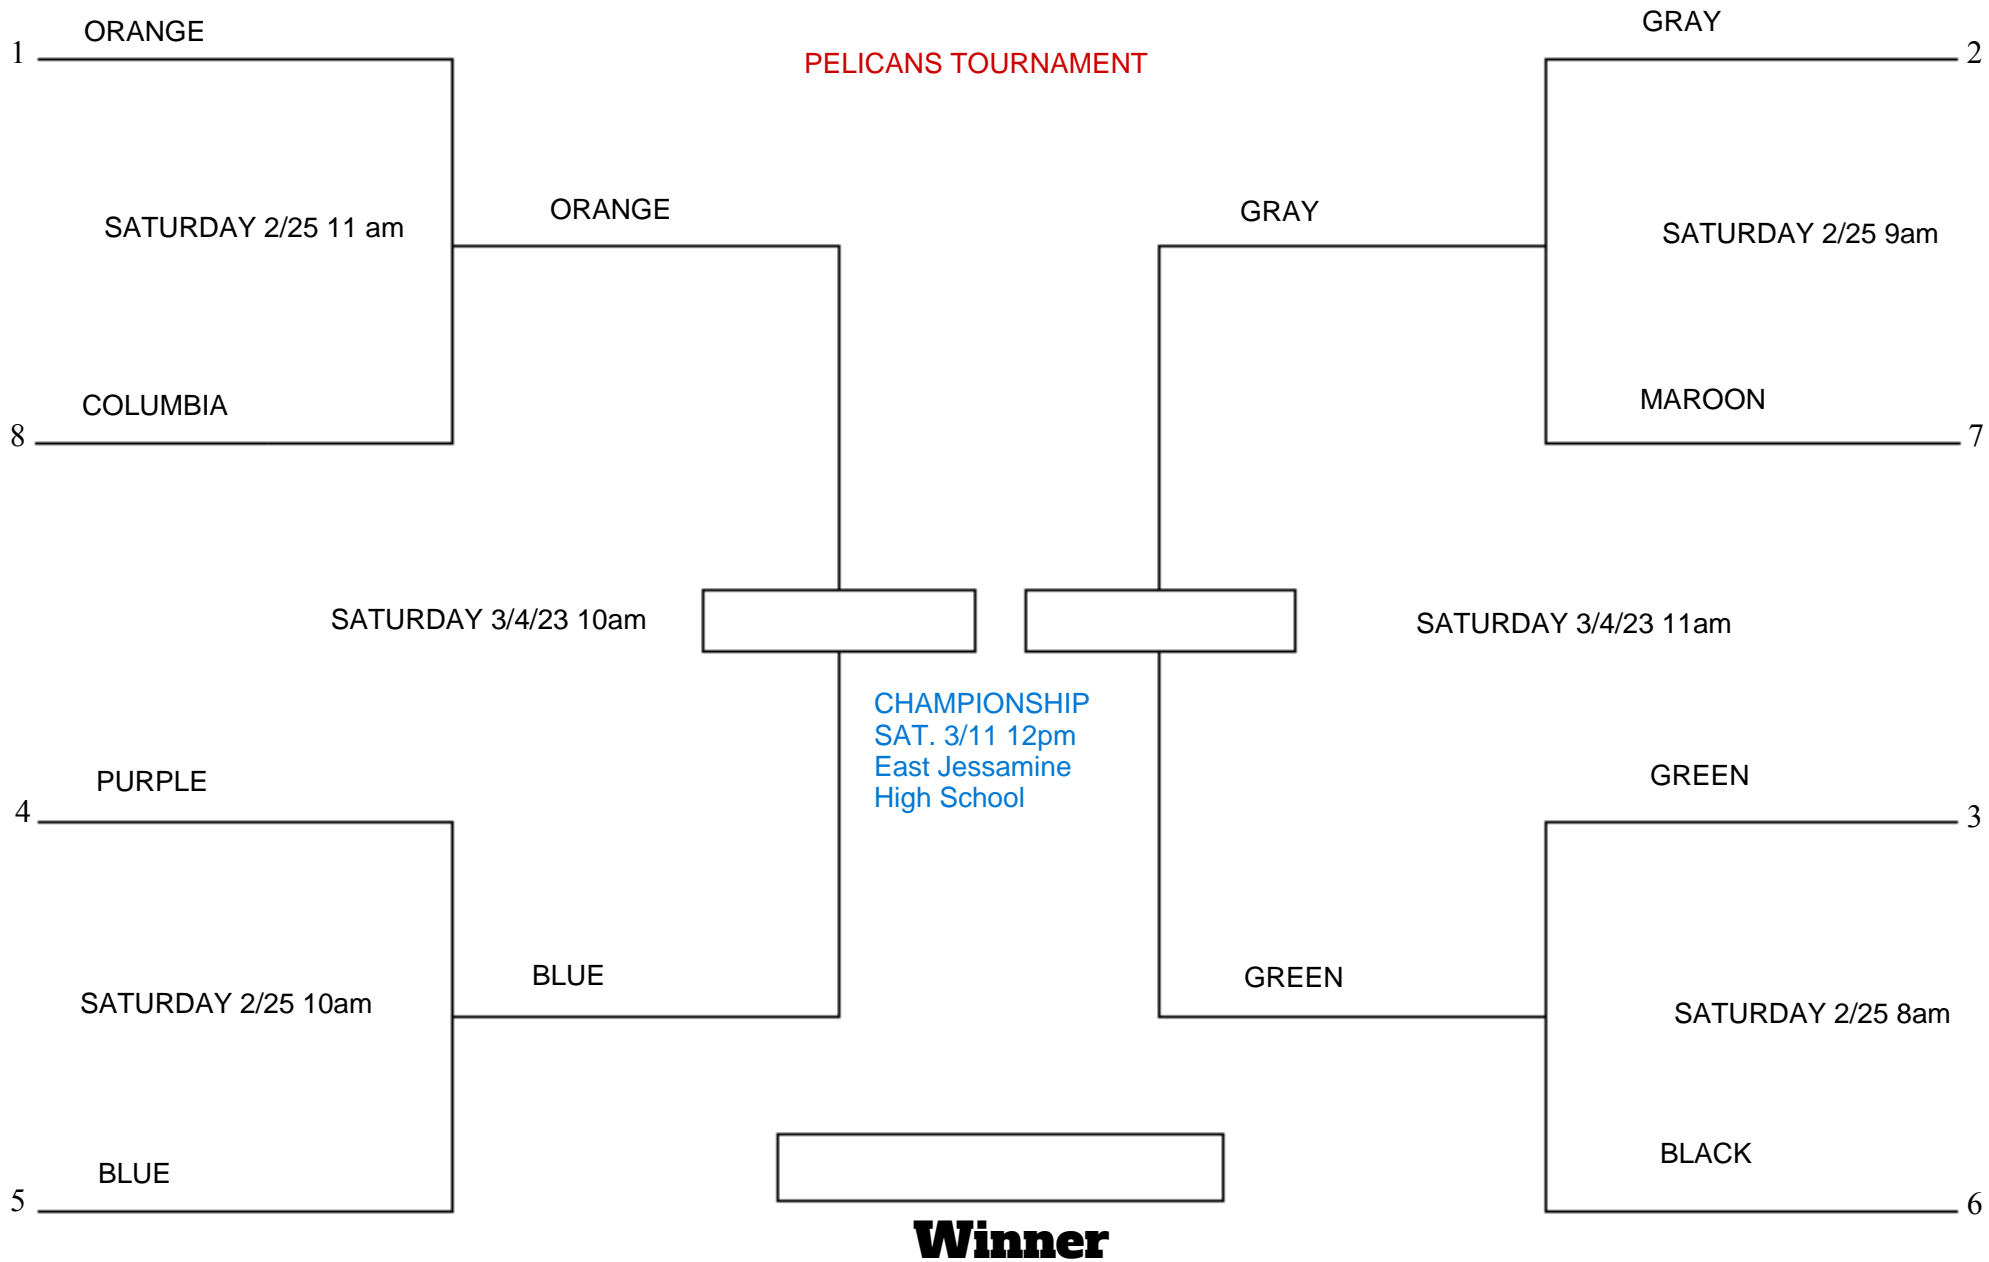 PELICANS TOURNAMENT
1 ORANGE
SATURDAY 2/25 11 am
8 COLUMBIA
ORANGE
SATURDAY 3/4/23 10am
4 PURPLE
SATURDAY 2/25 10am
5 BLUE
BLUE
GRAY 2
SATURDAY 2/25 9am
MAROON 7
GRAY
SATURDAY 3/4/23 11am
GREEN 3
SATURDAY 2/25 8am
BLACK 6
GREEN
CHAMPIONSHIP
SAT. 3/11 12pm
East Jessamine
High School
Winner